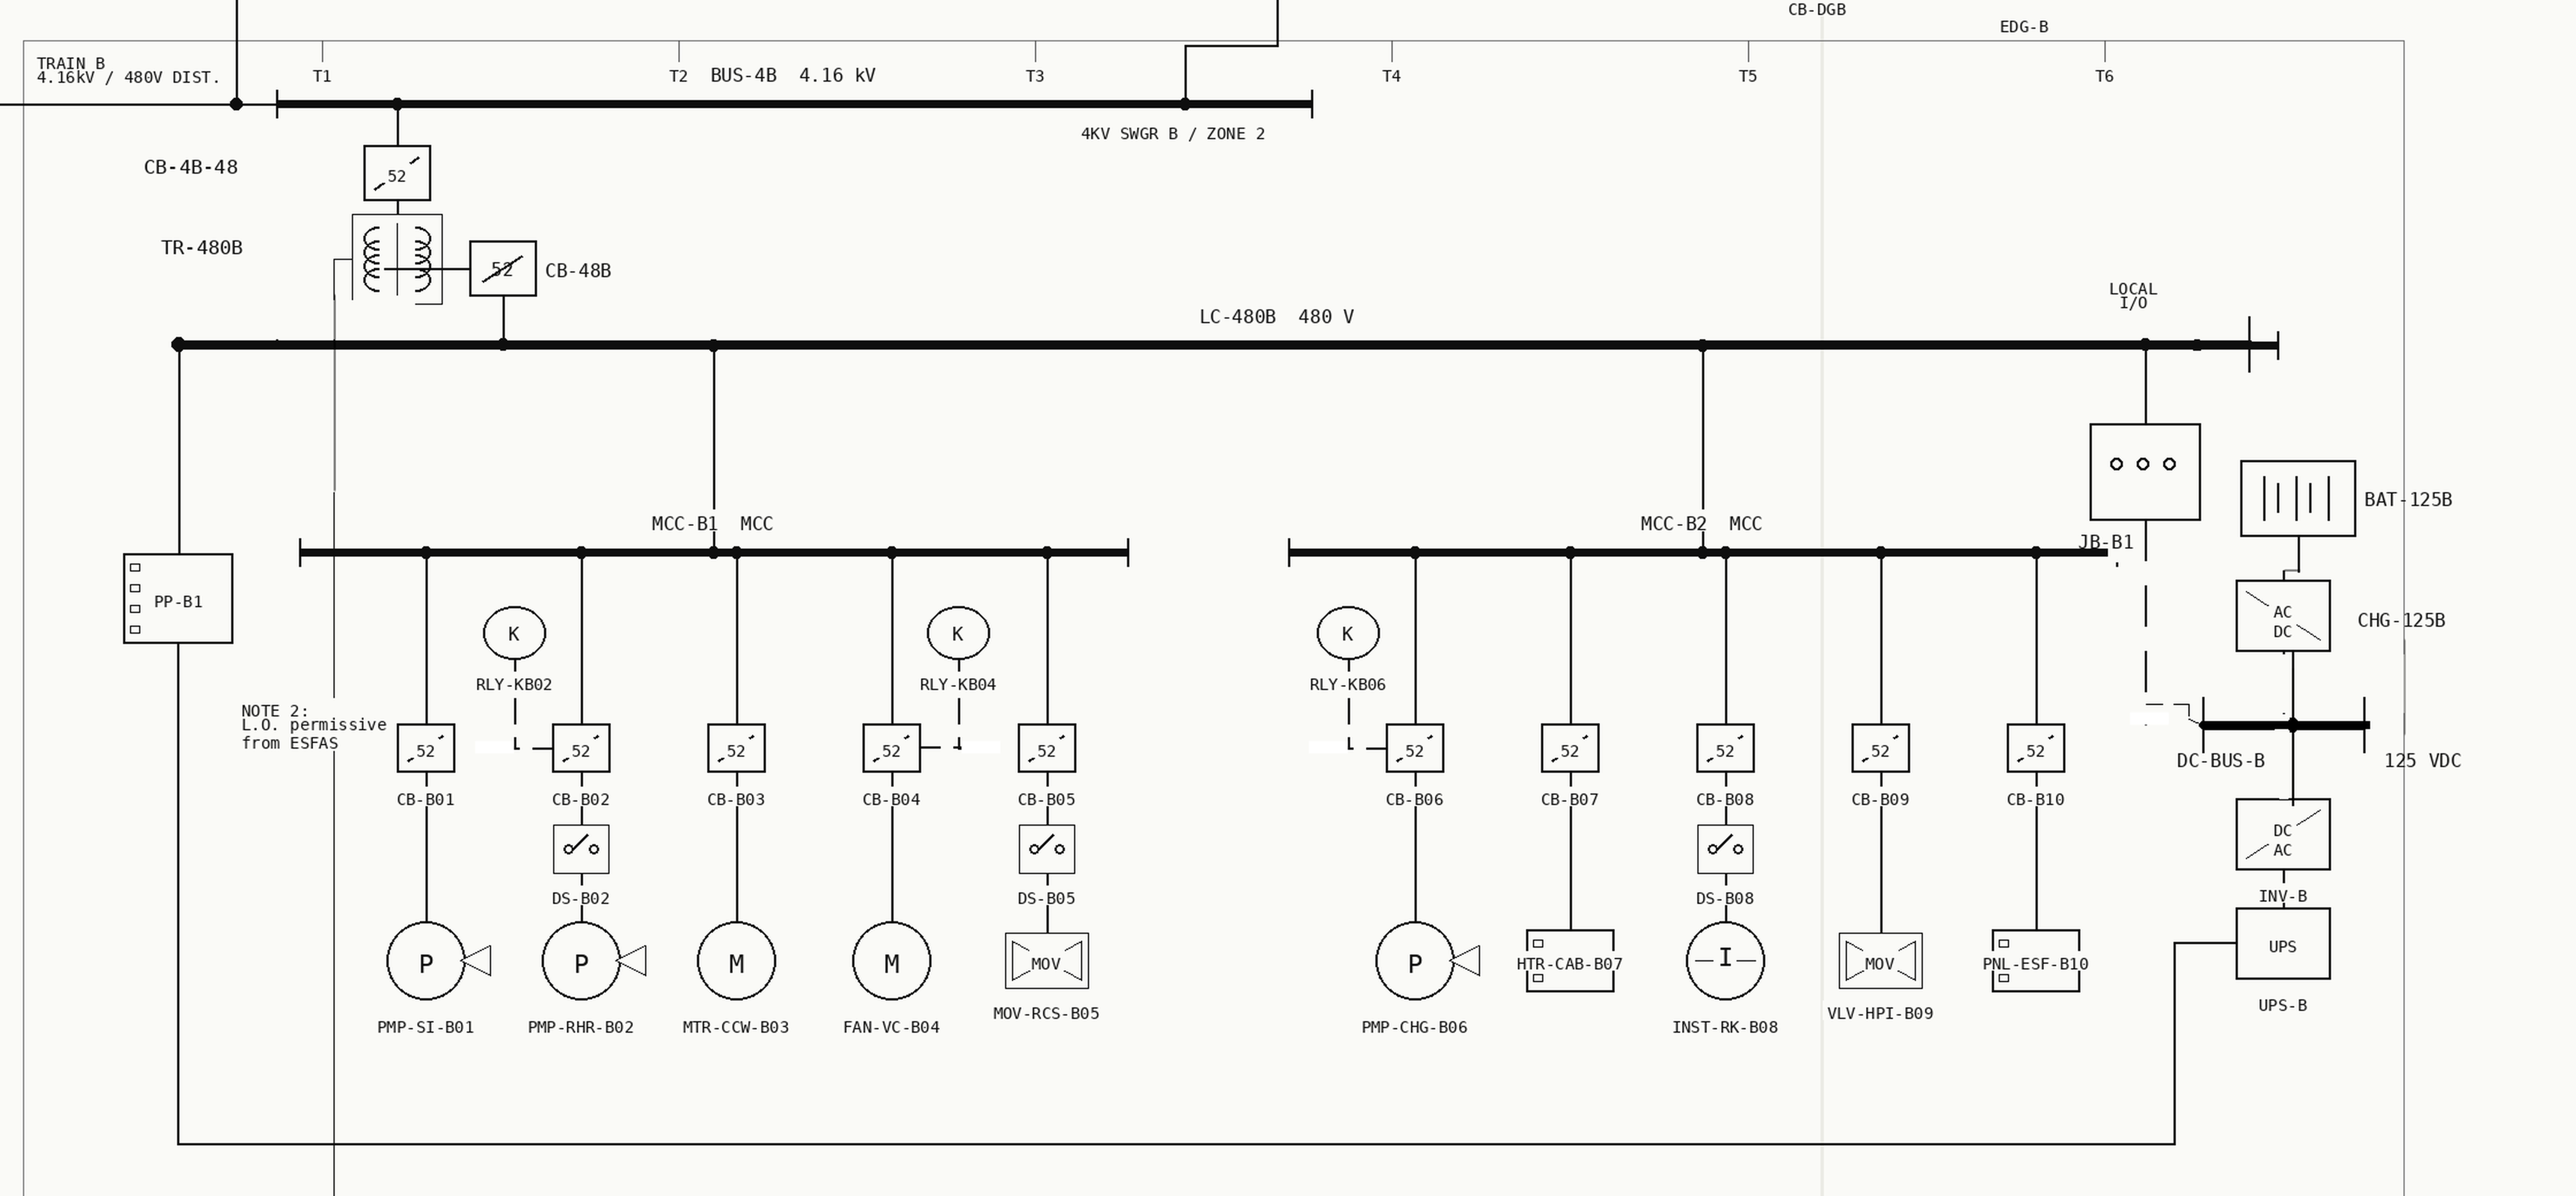 CB-DGB
EDG-B
TRAIN B
4.16kV / 480V DIST.
T1
T2
BUS-4B 4.16 kV
T3
T4
T5
T6
4KV SWGR B / ZONE 2
CB-4B-48
52
TR-480B
52
CB-48B
LOCAL
I/O
LC-480B 480 V
BAT-125B
MCC-B1 MCC
MCC-B2 MCC
JB-B1
PP-B1
AC
DC
CHG-125B
K
K
K
RLY-KB02
RLY-KB04
RLY-KB06
NOTE 2:
L.O. permissive
from ESFAS
52
52
52
52
52
52
52
52
52
52
DC-BUS-B
125 VDC
CB-B01
CB-B02
CB-B03
CB-B04
CB-B05
CB-B06
CB-B07
CB-B08
CB-B09
CB-B10
DC
AC
DS-B02
DS-B05
DS-B08
INV-B
P
P
M
M
MOV
P
HTR-CAB-B07
I
MOV
PNL-ESF-B10
UPS
UPS-B
MOV-RCS-B05
VLV-HPI-B09
PMP-SI-B01
PMP-RHR-B02
MTR-CCW-B03
FAN-VC-B04
PMP-CHG-B06
INST-RK-B08